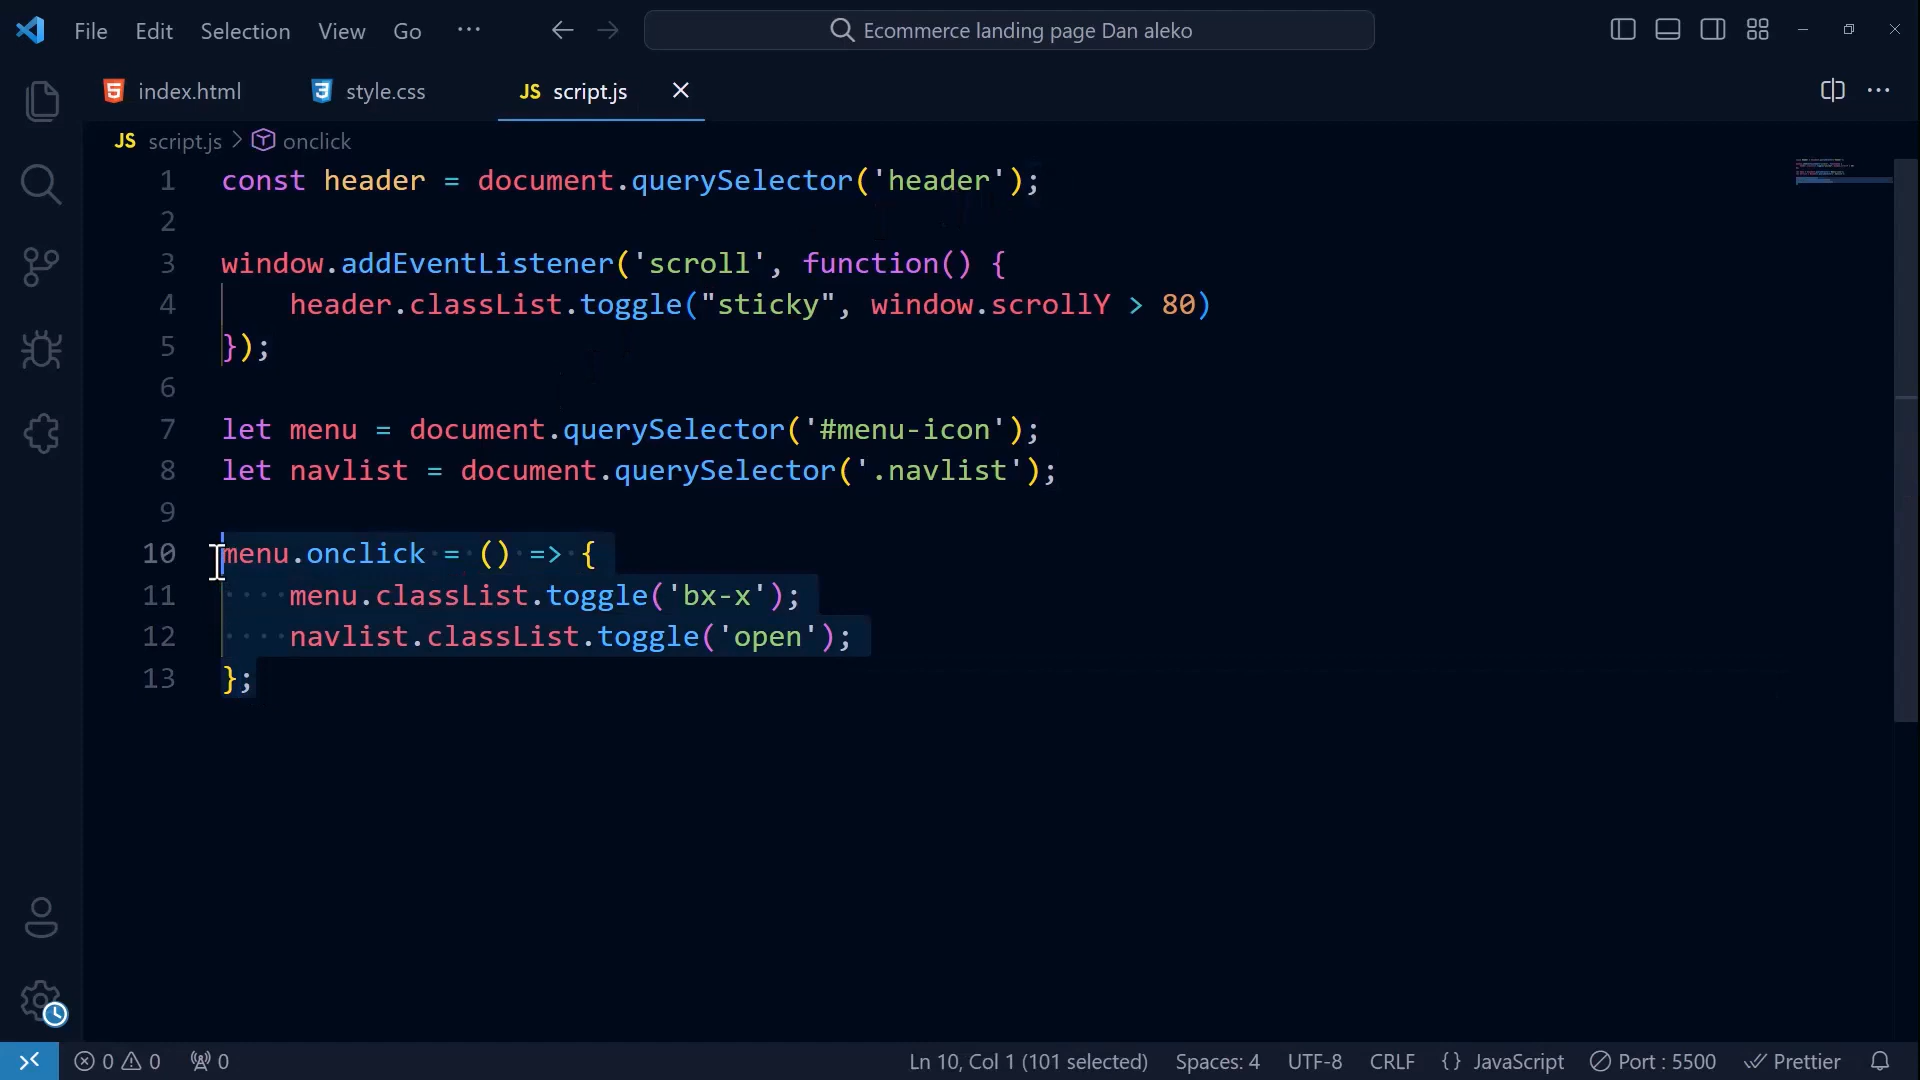 File Edit Selection View Go ··· Ecommerce landing page Dan aleko
index.html style.css JS script.js
JS script.js > onclick
1 const header = document.querySelector('header');
2
3 window.addEventListener('scroll', function() {
4     header.classList.toggle("sticky", window.scrollY > 80)
5 });
6
7 let menu = document.querySelector('#menu-icon');
8 let navlist = document.querySelector('.navlist');
9
10 menu.onclick = () => {
11     menu.classList.toggle('bx-x');
12     navlist.classList.toggle('open');
13 };
0 0 0 Ln 10, Col 1 (101 selected) Spaces: 4 UTF-8 CRLF {} JavaScript Port : 5500 Prettier